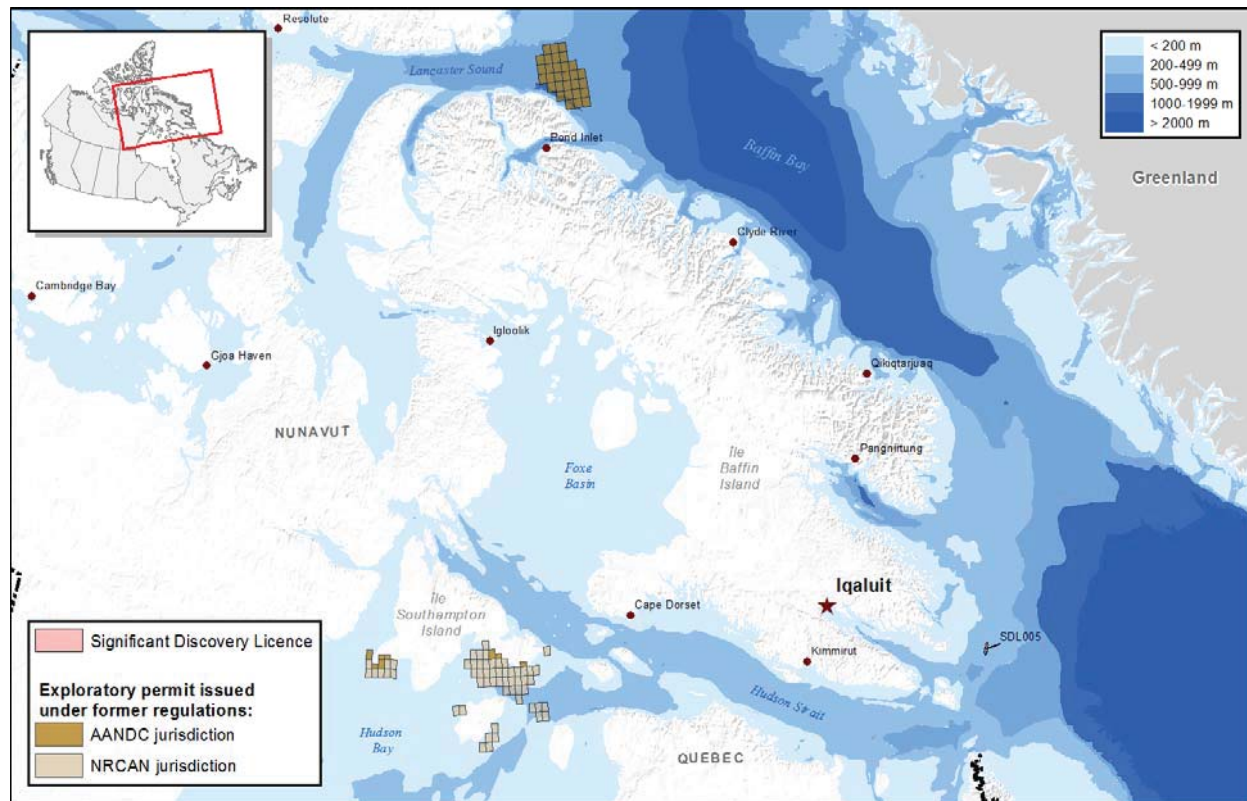 Resolute
Lancaster Sound
< 200 m
200-499 m
500-999 m
1000-1999 m
> 2000 m
Pond Inlet
Baffin Bay
Greenland
Clyde River
Cambridge Bay
Igloolik
Gjoa Haven
Qikiqtarjuaq
NUNAVUT
Pangnirtung
Foxe
Basin
Île
Baffin
Island
Iqaluit
Île
Southampton
Island
Cape Dorset
SDL005
Kimmirut
Hudson Strait
Hudson
Bay
QUEBEC
Significant Discovery Licence
Exploratory permit issued
under former regulations:
AANDC jurisdiction
NRCAN jurisdiction